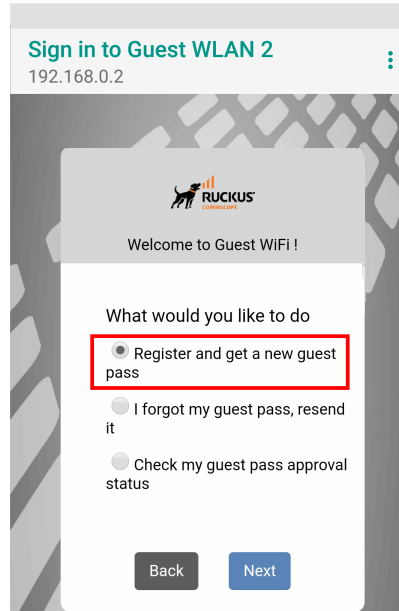 Sign in to Guest WLAN 2
192.168.0.2
RUCKUS
COMMSCOPE
Welcome to Guest WiFi !
What would you like to do
Register and get a new guest
pass
I forgot my guest pass, resend
it
Check my guest pass approval
status
Back
Next